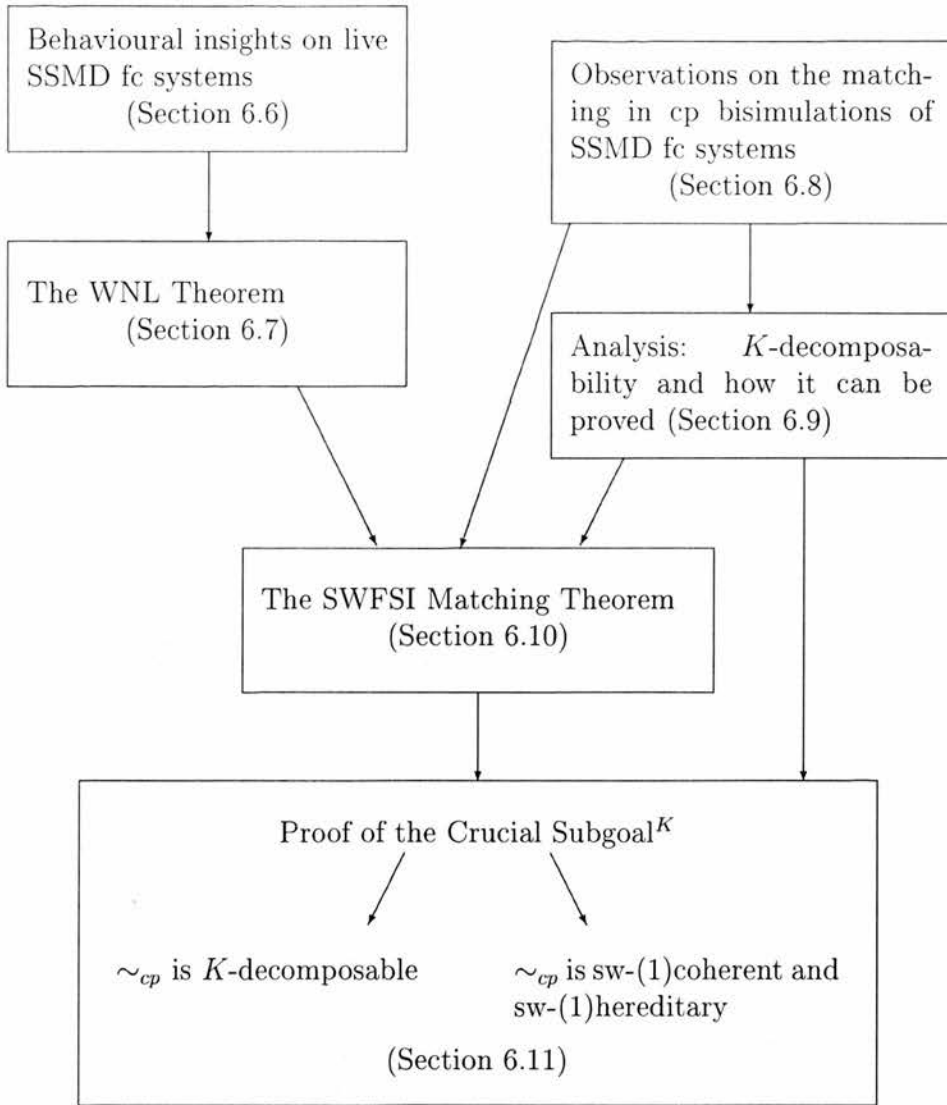 Behavioural insights on live
SSMD fc systems
(Section 6.6)
Observations on the match-
ing in cp bisimulations of
SSMD fc systems
(Section 6.8)
The WNL Theorem
(Section 6.7)
Analysis: K-decomposa-
bility and how it can be
proved (Section 6.9)
The SWFSI Matching Theorem
(Section 6.10)
Proof of the Crucial Subgoal^K
∼cp is K-decomposable
∼cp is sw-(1)coherent and
sw-(1)hereditary
(Section 6.11)